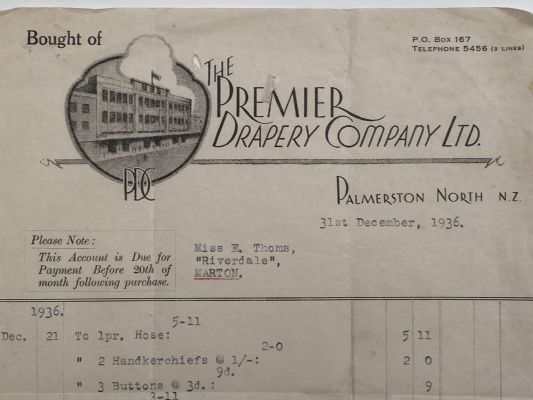 Bought of
P.O. Box 167
TELEPHONE 5456 (3 LINES)
THE
PREMIER
DRAPERY COMPANY LTD.
PDC
PALMERSTON NORTH N.Z.
31st December, 1936.
Please Note:
This Account is Due for
Payment Before 20th of
month following purchase.
Miss E. Thoms,
"Riverdale",
MARTON.
1936.
5-11
Dec. 21 To 1pr. Hose: 5 11
2-0
" 2 Handkerchiefs @ 1/-: 2 0
9d.
" 3 Buttons @ 3d.: 9
3-11